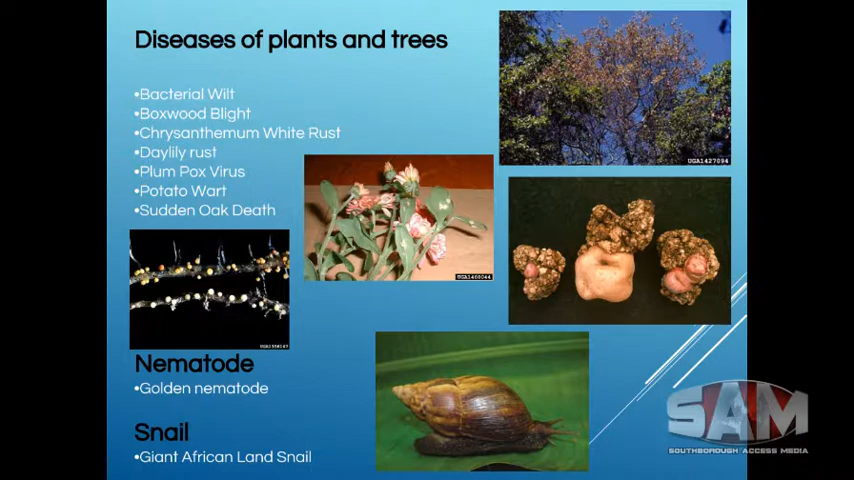 Diseases of plants and trees
•Bacterial Wilt
•Boxwood Blight
•Chrysanthemum White Rust
•Daylily rust
•Plum Pox Virus
•Potato Wart
•Sudden Oak Death
UGA1427094
Nematode
•Golden nematode
Snail
•Giant African Land Snail
SAM
SOUTHBOROUGH ACCESS MEDIA